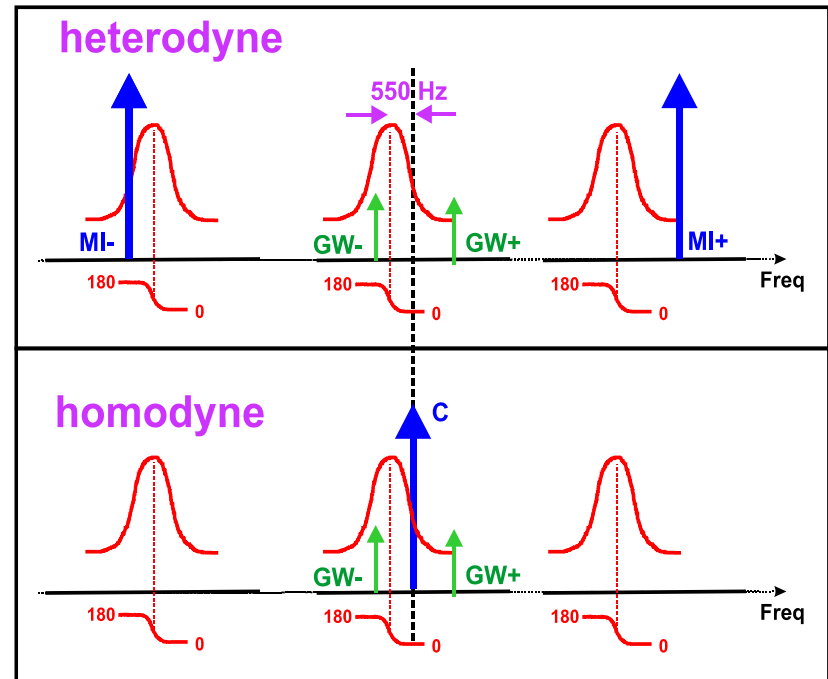 heterodyne
550 Hz
MI-
GW-
GW+
MI+
Freq
180
0
180
0
180
0
homodyne
C
GW-
GW+
Freq
180
0
180
0
180
0